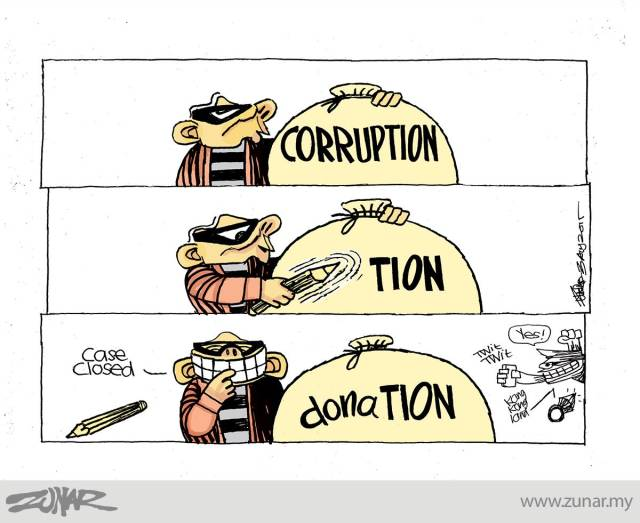 CORRUPTION
TION
Case
Closed
donaTION
Yes!
Twit
Twit
ZUNAR
www.zunar.my